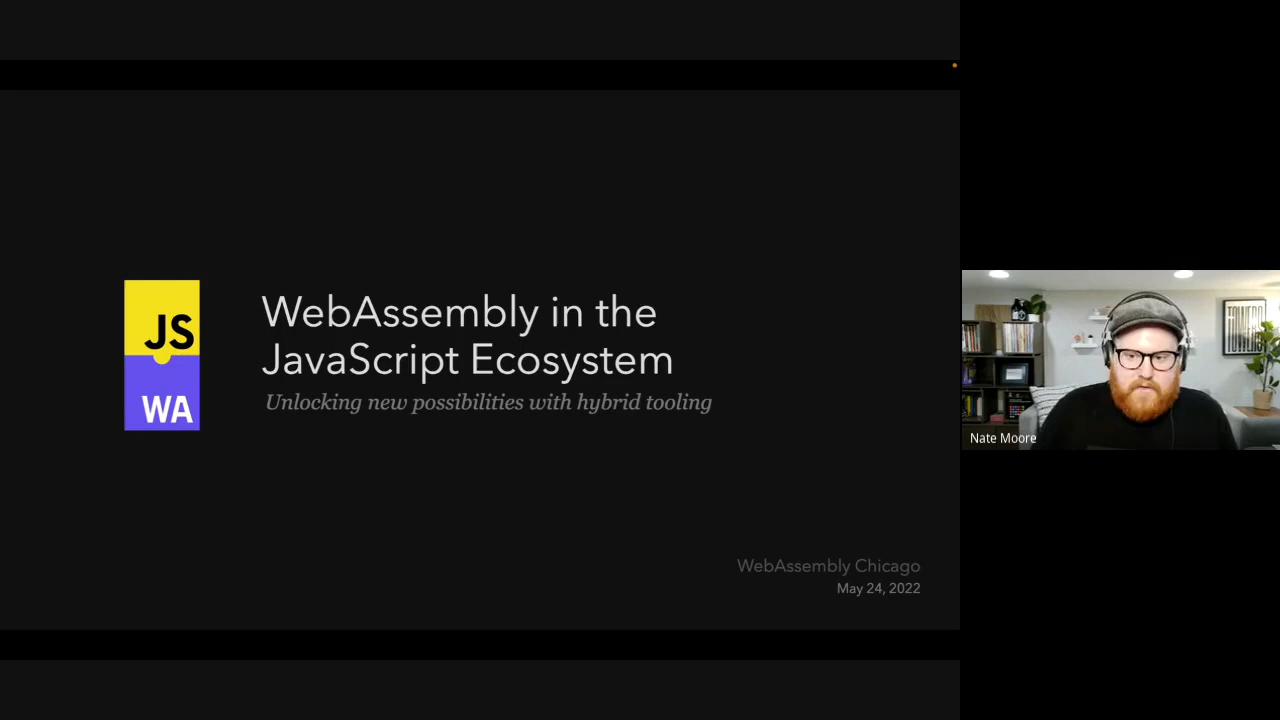 JS
WA
WebAssembly in the
JavaScript Ecosystem
Unlocking new possibilities with hybrid tooling
WebAssembly Chicago
May 24, 2022
Nate Moore